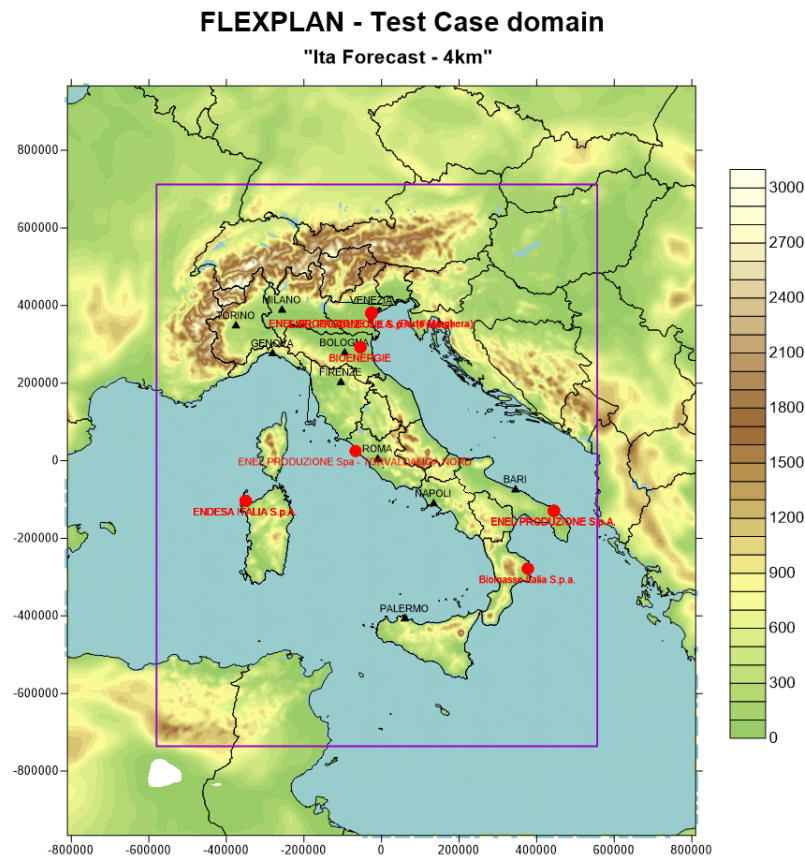 FLEXPLAN - Test Case domain
"Ita Forecast - 4km"
800000
600000
400000
200000
0
-200000
-400000
-600000
-800000
-800000 -600000 -400000 -200000 0 200000 400000 600000 800000
MILANO
VENEZIA
TORINO
GENOVA
BOLOGNA
BIOENERGIE
FIRENZE
ROMA
ENEL PRODUZIONE Spa - TORVALDALIGA NORD
BARI
NAPOLI
ENDESA ITALIA S.p.A.
ENEL PRODUZIONE S.p.A.
Biomasse Italia S.p.a.
PALERMO
3000
2700
2400
2100
1800
1500
1200
900
600
300
0